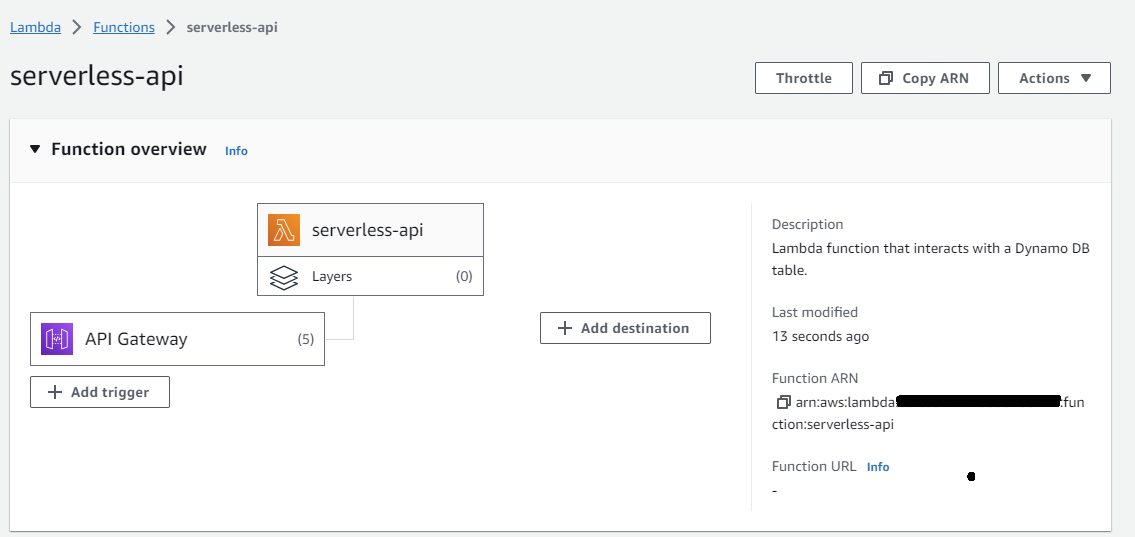 Lambda > Functions > serverless-api
serverless-api
Throttle
Copy ARN
Actions
Function overview Info
serverless-api
Layers (0)
API Gateway (5)
Add trigger
Add destination
Description
Lambda function that interacts with a Dynamo DB
table.
Last modified
13 seconds ago
Function ARN
arn:aws:lambda: :fun
ction:serverless-api
Function URL Info
-